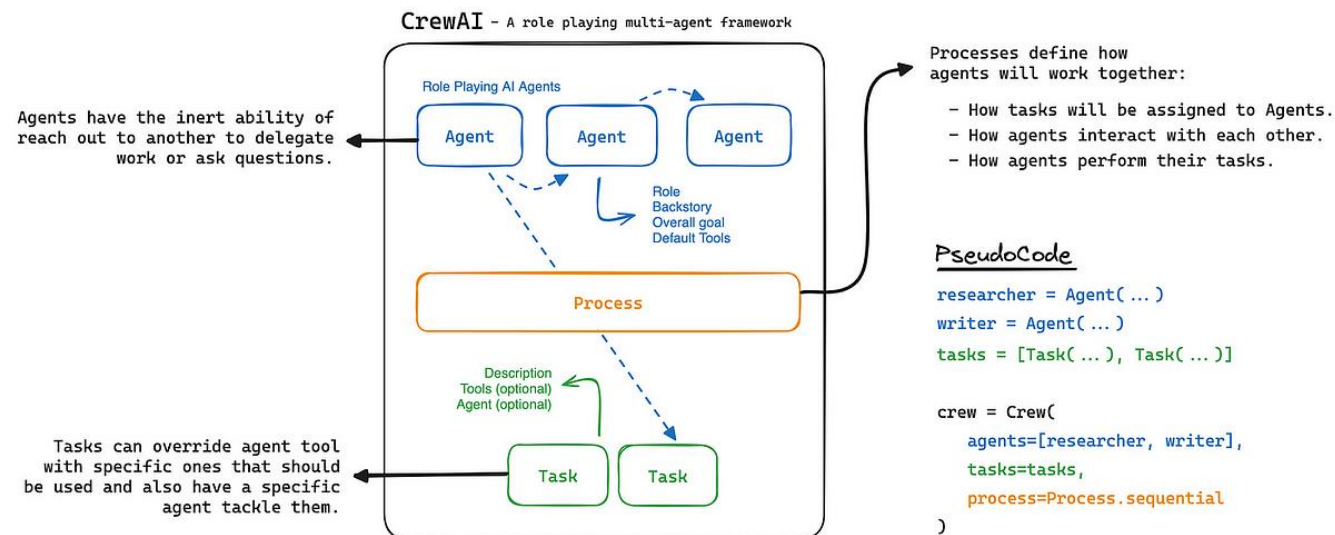 CrewAI - A role playing multi-agent framework
Role Playing AI Agents
Agent
Agent
Agent
Agents have the inert ability of
reach out to another to delegate
work or ask questions.
Role
Backstory
Overall goal
Default Tools
Process
Processes define how
agents will work together:
- How tasks will be assigned to Agents.
- How agents interact with each other.
- How agents perform their tasks.
Description
Tools (optional)
Agent (optional)
Task
Task
Tasks can override agent tool
with specific ones that should
be used and also have a specific
agent tackle them.
PseudoCode
researcher = Agent(...)
writer = Agent(...)
tasks = [Task(...), Task(...)]
crew = Crew(
agents=[researcher, writer],
tasks=tasks,
process=Process.sequential
)